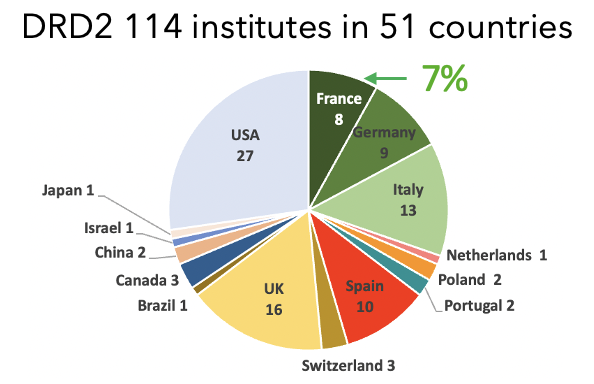 DRD2 114 institutes in 51 countries
7%
France
8
Germany
9
Italy
13
Netherlands 1
Poland 2
Portugal 2
Spain
10
Switzerland 3
UK
16
Brazil 1
Canada 3
China 2
Israel 1
Japan 1
USA
27